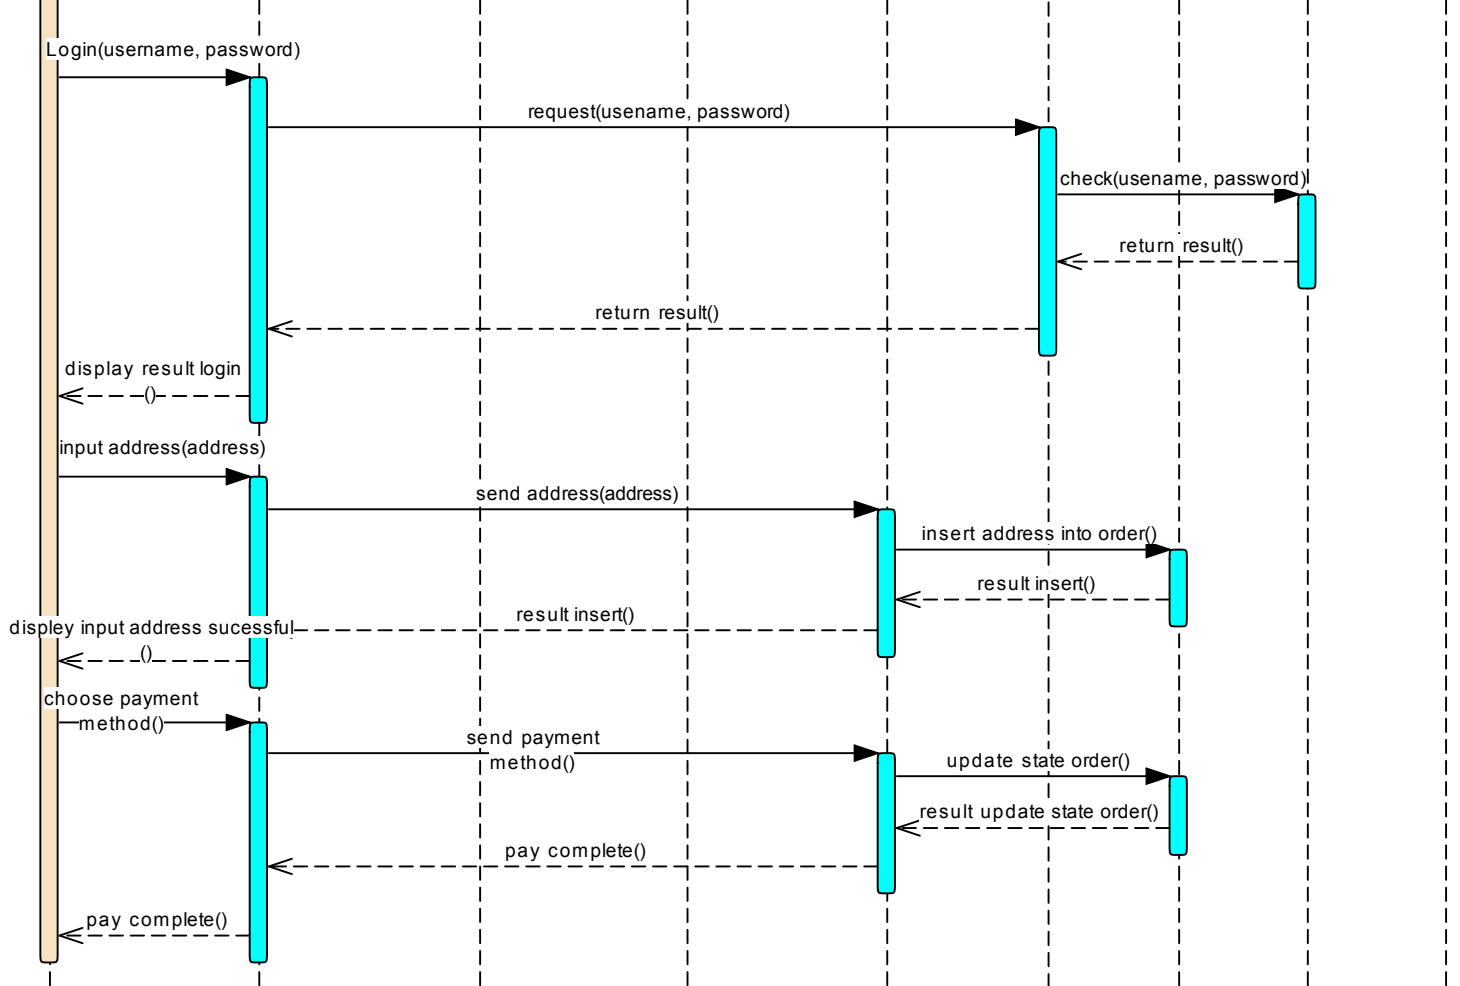 Login(username, password)
request(usename, password)
check(usename, password)
return result()
return result()
display result login
()
input address(address)
send address(address)
insert address into order()
result insert()
result insert()
displey input address sucessful
()
choose payment
method()
send payment
method()
update state order()
result update state order()
pay complete()
pay complete()